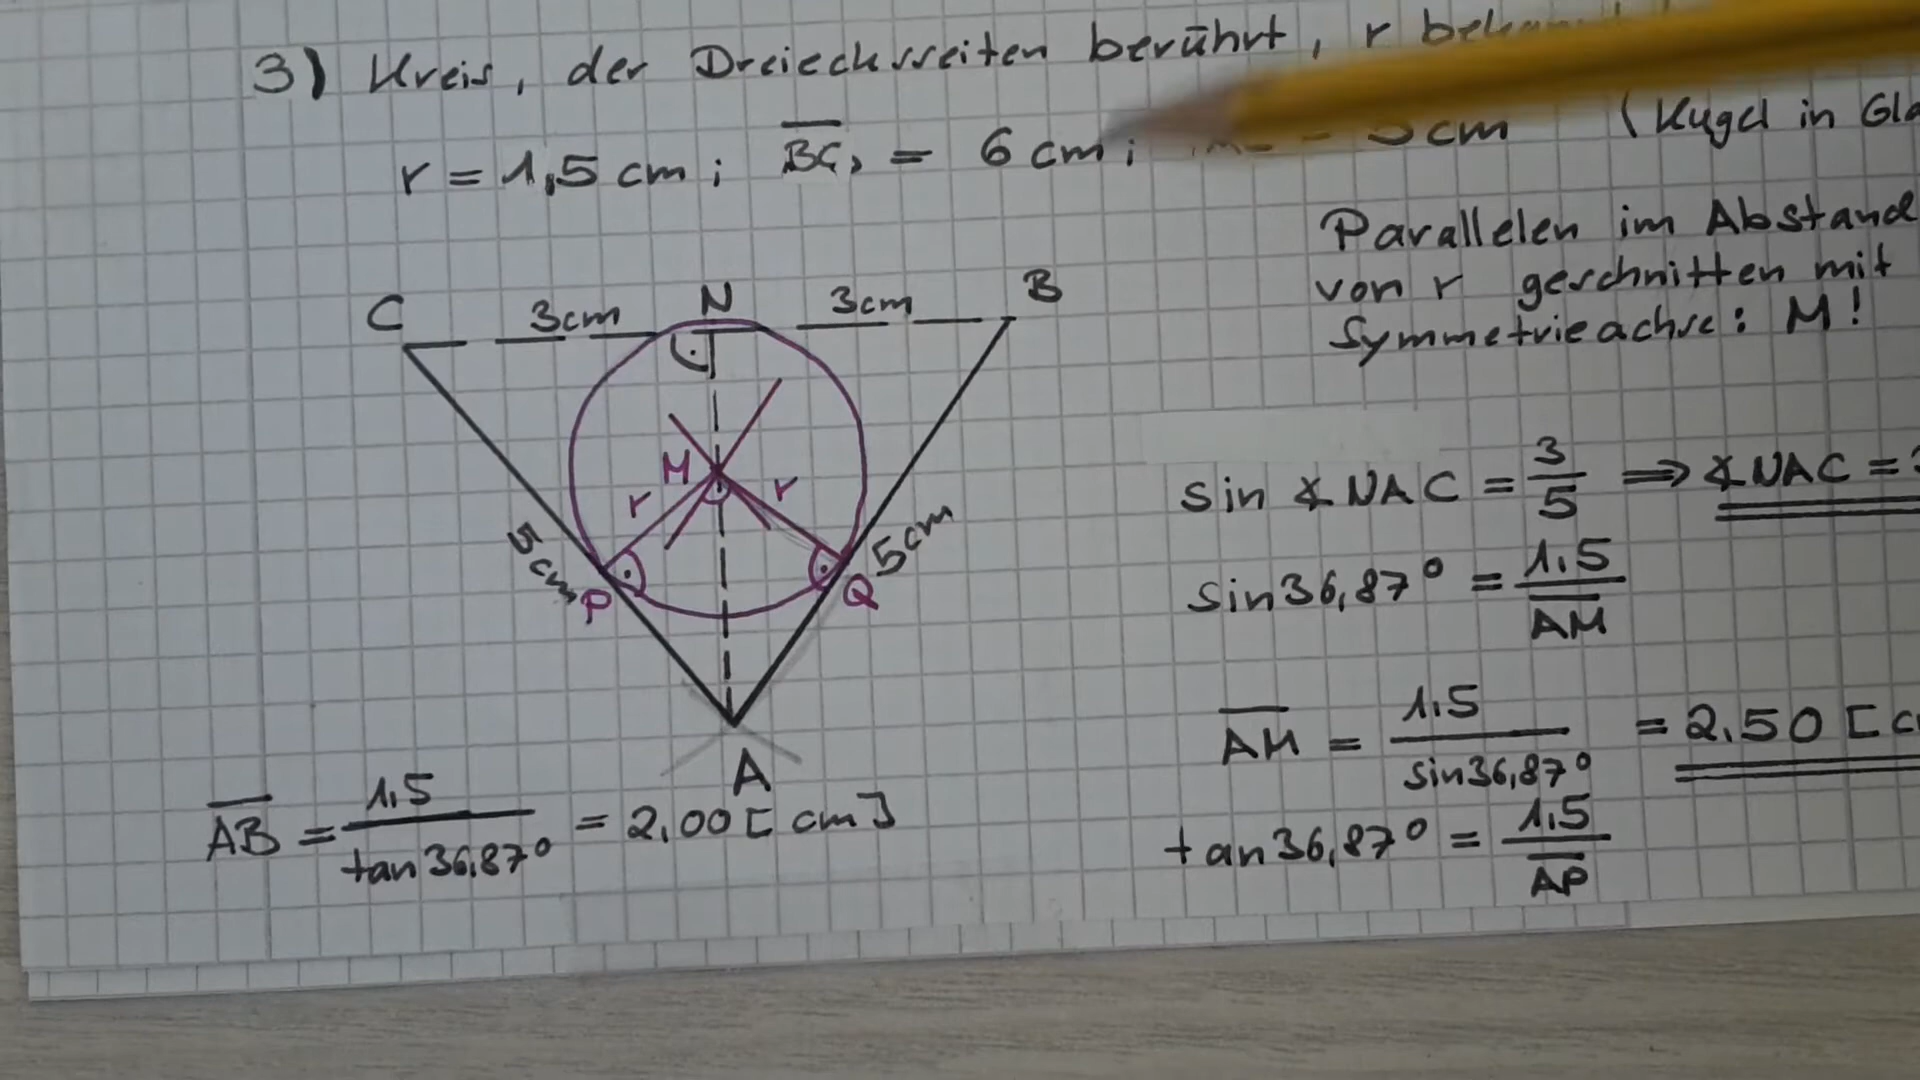 3) Kreis, der Dreiecksseiten berührt, r
r = 1,5 cm; BC, = 6 cm; cm (Kugel in
Parallelen im Abstand
von r geschnitten mit
Symmetrieachse: M!
C 3cm N 3cm B
M
r r
5cm 5cm
P Q
A
sin ∡NAC = 3/5 ⟹ ∡NAC =
sin 36,87° = 1,5/AM
AM = 1,5/sin 36,87° = 2.50 [
tan 36,87° = 1,5/AP
AB = 1,5/tan 36,87° = 2,00 [cm]